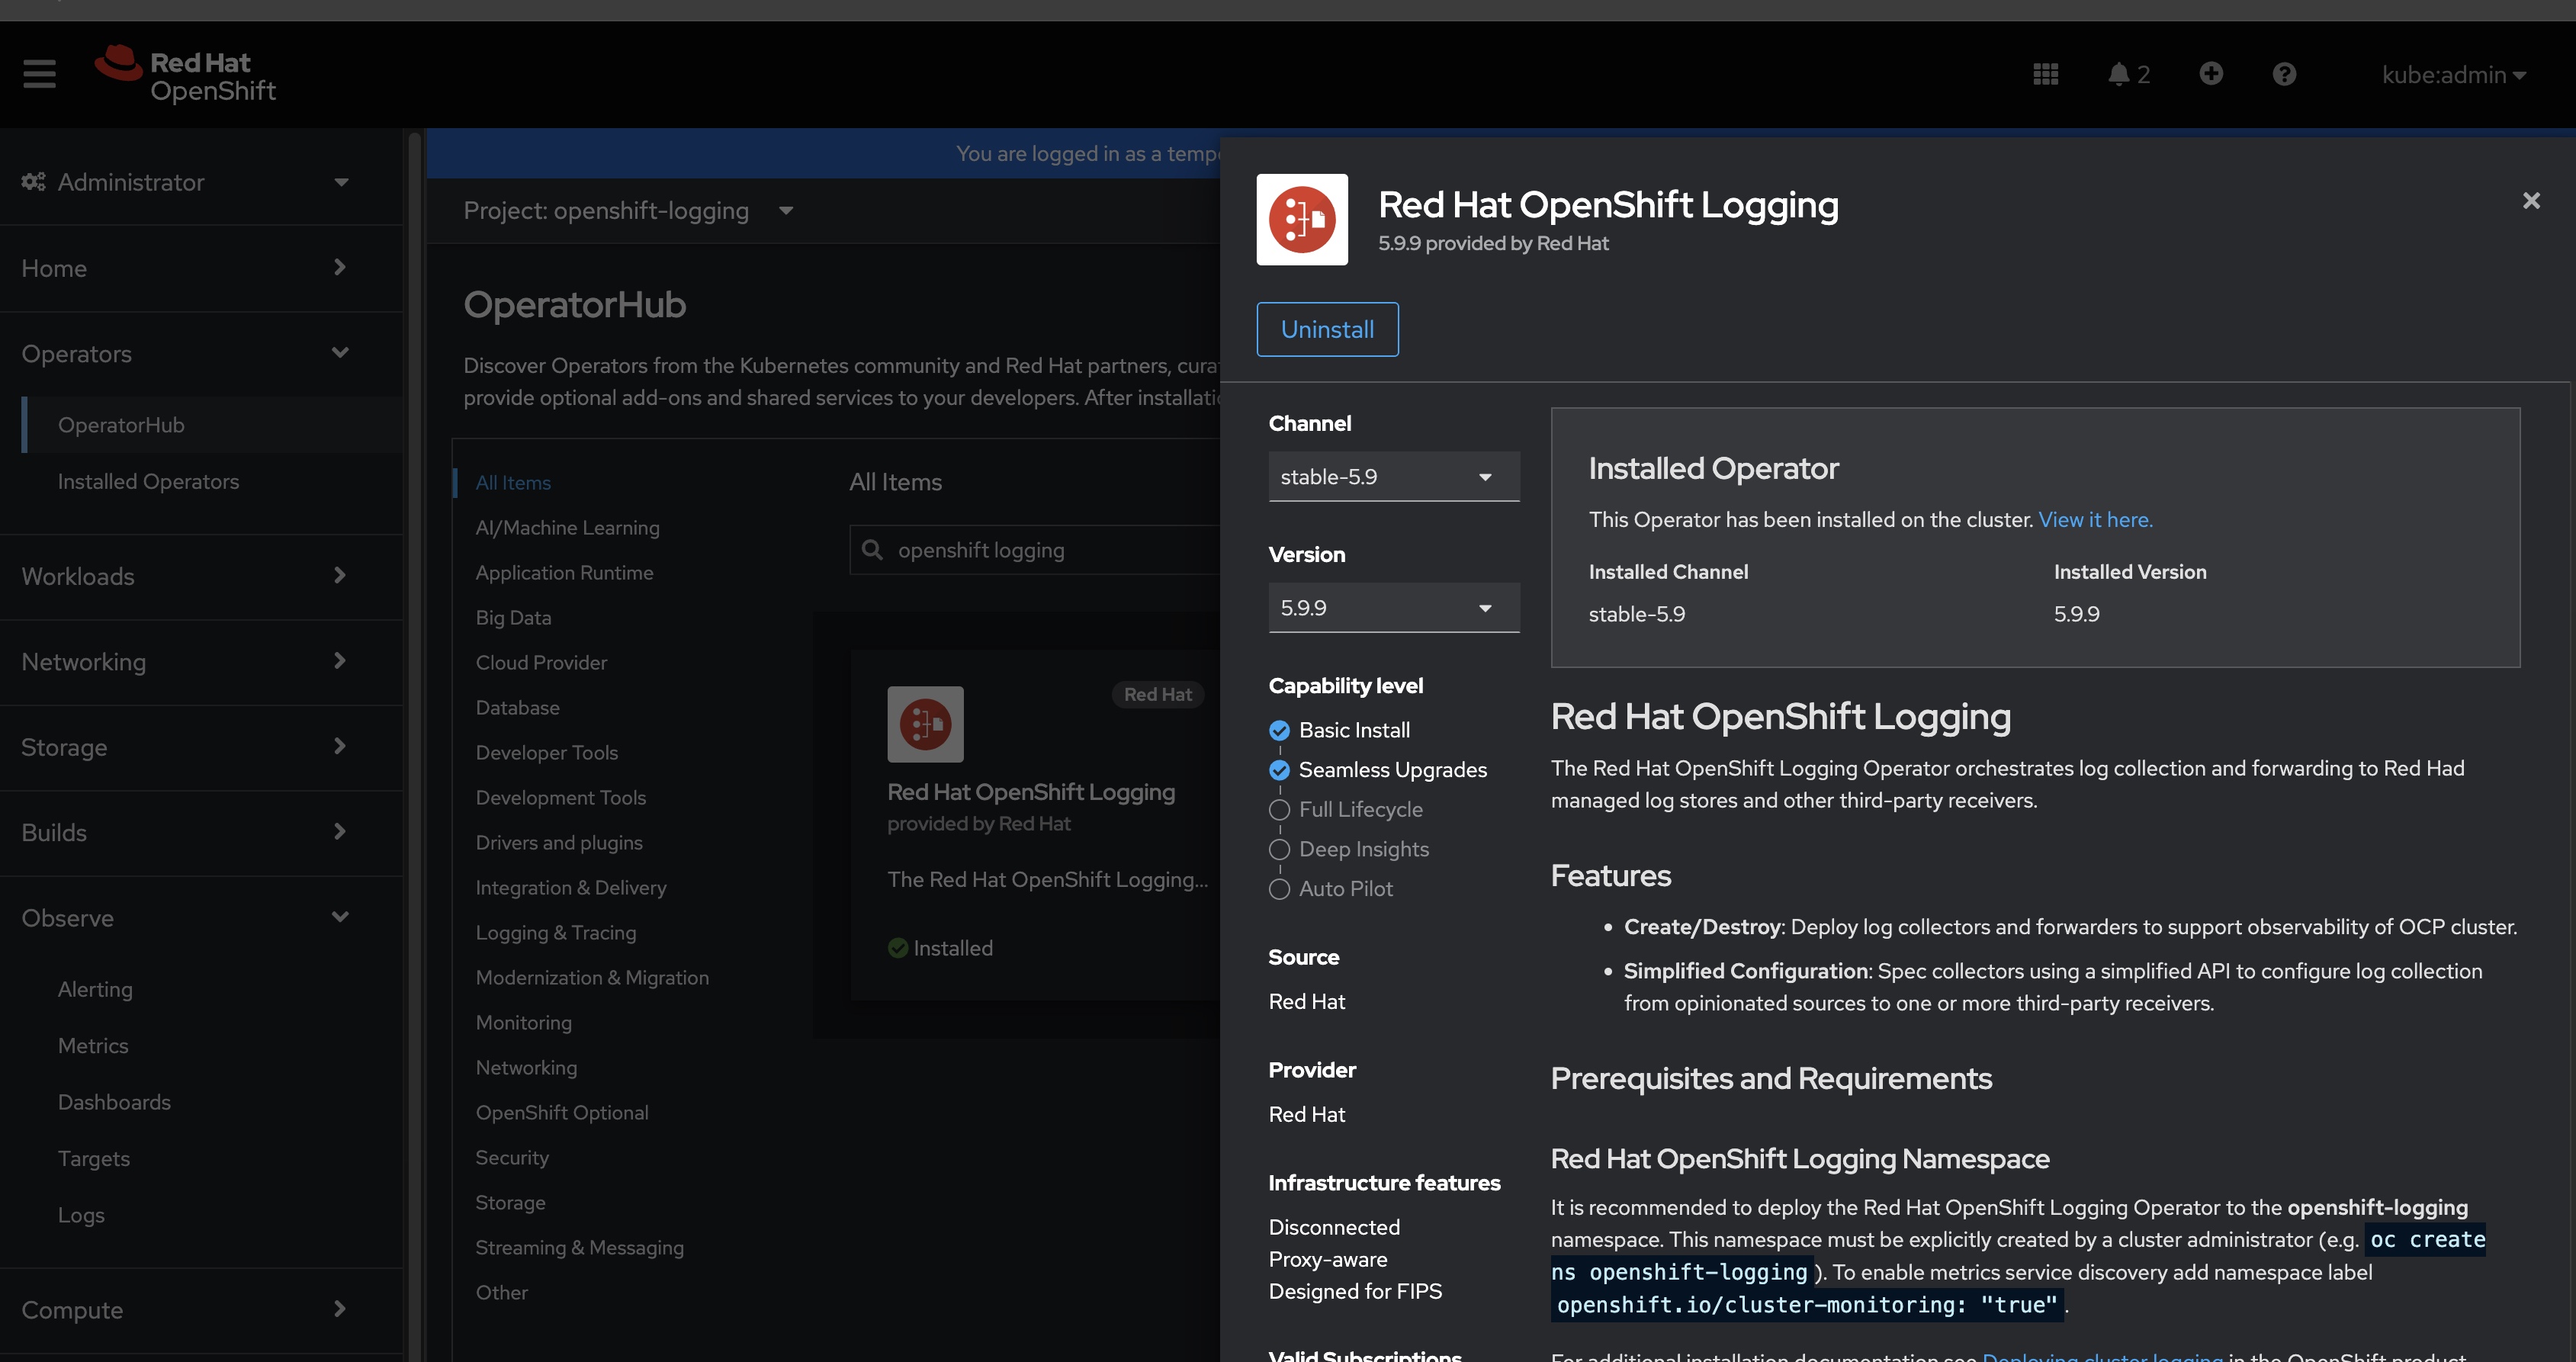 Red Hat
OpenShift
2
kube:admin
Administrator
Home
Operators
OperatorHub
Installed Operators
Workloads
Networking
Storage
Builds
Observe
Alerting
Metrics
Dashboards
Targets
Logs
Compute
You are logged in as a tempo
Project: openshift-logging
OperatorHub
Discover Operators from the Kubernetes community and Red Hat partners, cura
provide optional add-ons and shared services to your developers. After installatio
All Items
AI/Machine Learning
Application Runtime
Big Data
Cloud Provider
Database
Developer Tools
Development Tools
Drivers and plugins
Integration & Delivery
Logging & Tracing
Modernization & Migration
Monitoring
Networking
OpenShift Optional
Security
Storage
Streaming & Messaging
Other
All Items
openshift logging
Red Hat
Red Hat OpenShift Logging
provided by Red Hat
The Red Hat OpenShift Logging...
Installed
Red Hat OpenShift Logging
5.9.9 provided by Red Hat
Uninstall
Channel
stable-5.9
Version
5.9.9
Capability level
Basic Install
Seamless Upgrades
Full Lifecycle
Deep Insights
Auto Pilot
Source
Red Hat
Provider
Red Hat
Infrastructure features
Disconnected
Proxy-aware
Designed for FIPS
Valid Subscriptions
Installed Operator
This Operator has been installed on the cluster. View it here.
Installed Channel Installed Version
stable-5.9 5.9.9
Red Hat OpenShift Logging
The Red Hat OpenShift Logging Operator orchestrates log collection and forwarding to Red Had
managed log stores and other third-party receivers.
Features
• Create/Destroy: Deploy log collectors and forwarders to support observability of OCP cluster.
• Simplified Configuration: Spec collectors using a simplified API to configure log collection
from opinionated sources to one or more third-party receivers.
Prerequisites and Requirements
Red Hat OpenShift Logging Namespace
It is recommended to deploy the Red Hat OpenShift Logging Operator to the openshift-logging
namespace. This namespace must be explicitly created by a cluster administrator (e.g. oc create
ns openshift-logging ). To enable metrics service discovery add namespace label
openshift.io/cluster-monitoring: "true" .
For additional installation documentation see Deploying cluster logging in the OpenShift product